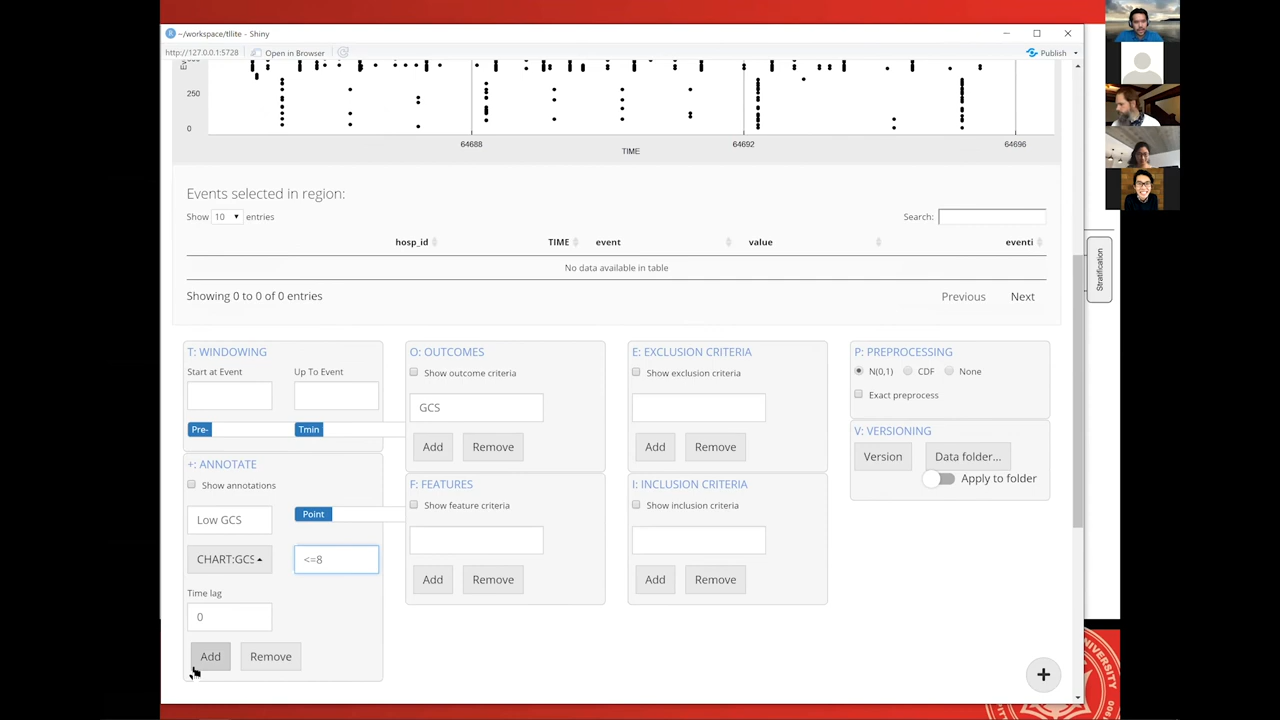 ~/workspace/tllite - Shiny
http://127.0.0.1:5728 Open in Browser Publish
250
0
64688 64692 64696
TIME
Events selected in region:
Show 10 entries Search:
hosp_id TIME event value eventi
No data available in table
Showing 0 to 0 of 0 entries Previous Next
Stratification
T: WINDOWING
Start at Event Up To Event
Pre- Tmin
+: ANNOTATE
Show annotations
Low GCS Point
CHART:GCS <=8
Time lag
0
Add Remove
O: OUTCOMES
Show outcome criteria
GCS
Add Remove
F: FEATURES
Show feature criteria
Add Remove
E: EXCLUSION CRITERIA
Show exclusion criteria
Add Remove
I: INCLUSION CRITERIA
Show inclusion criteria
Add Remove
P: PREPROCESSING
N(0,1) CDF None
Exact preprocess
V: VERSIONING
Version Data folder...
Apply to folder
+